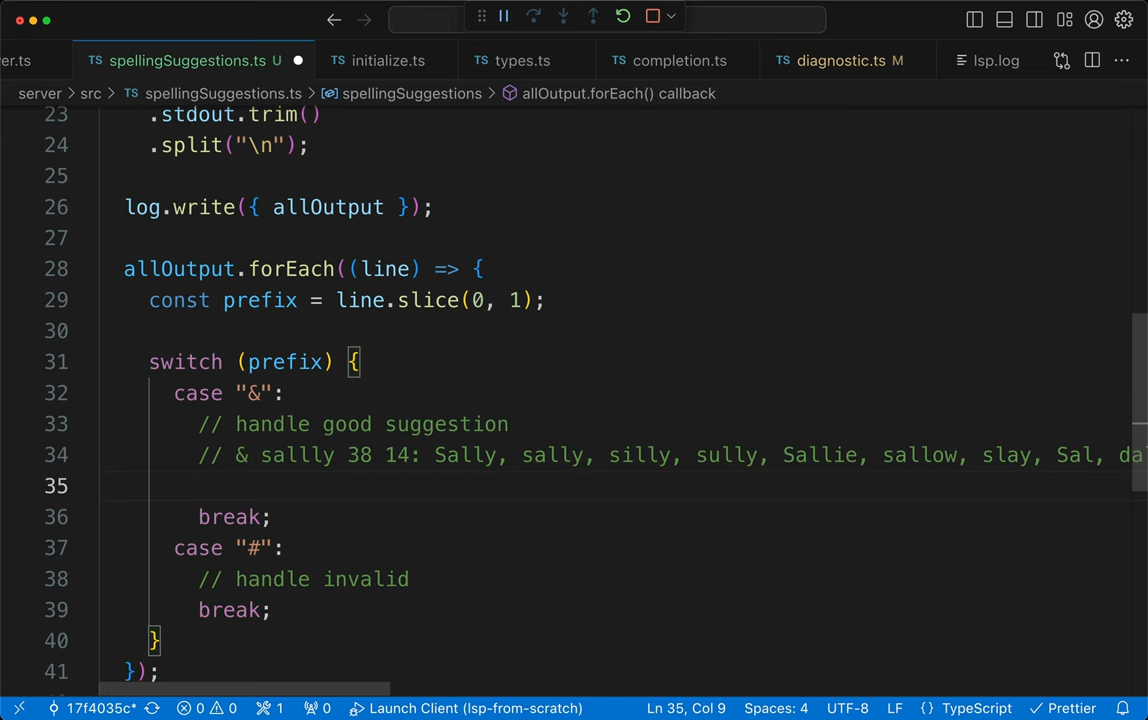 er.ts
TS spellingSuggestions.ts U
TS initialize.ts
TS types.ts
TS completion.ts
TS diagnostic.ts M
lsp.log
server > src > TS spellingSuggestions.ts > spellingSuggestions > allOutput.forEach() callback
23 .stdout.trim()
24 .split("\n");
25
26 log.write({ allOutput });
27
28 allOutput.forEach((line) => {
29 const prefix = line.slice(0, 1);
30
31 switch (prefix) {
32 case "&":
33 // handle good suggestion
34 // & sallly 38 14: Sally, sally, silly, sully, Sallie, sallow, slay, Sal, da
35
36 break;
37 case "#":
38 // handle invalid
39 break;
40 }
41 });
17f4035c* 0 0 1 0 Launch Client (lsp-from-scratch) Ln 35, Col 9 Spaces: 4 UTF-8 LF {} TypeScript Prettier